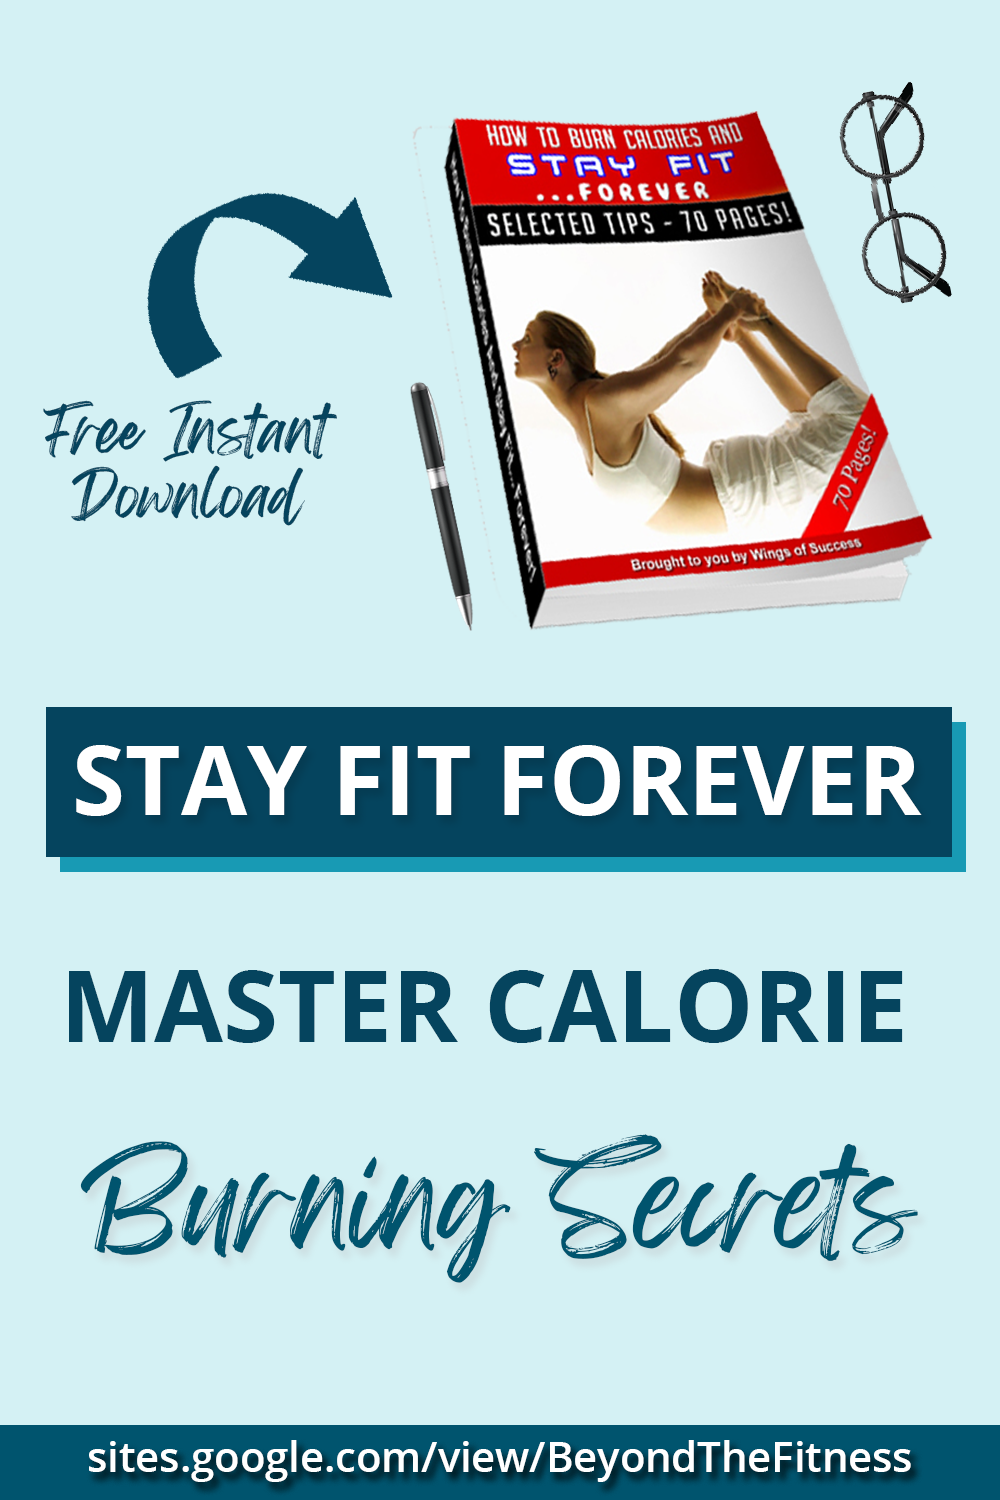 HOW TO BURN CALORIES AND
STAY FIT
...FOREVER
SELECTED TIPS - 70 PAGES!
70 Pages!
Brought to you by Wings of Success
Free Instant
Download
STAY FIT FOREVER
MASTER CALORIE
Burning Secrets
sites.google.com/view/BeyondTheFitness